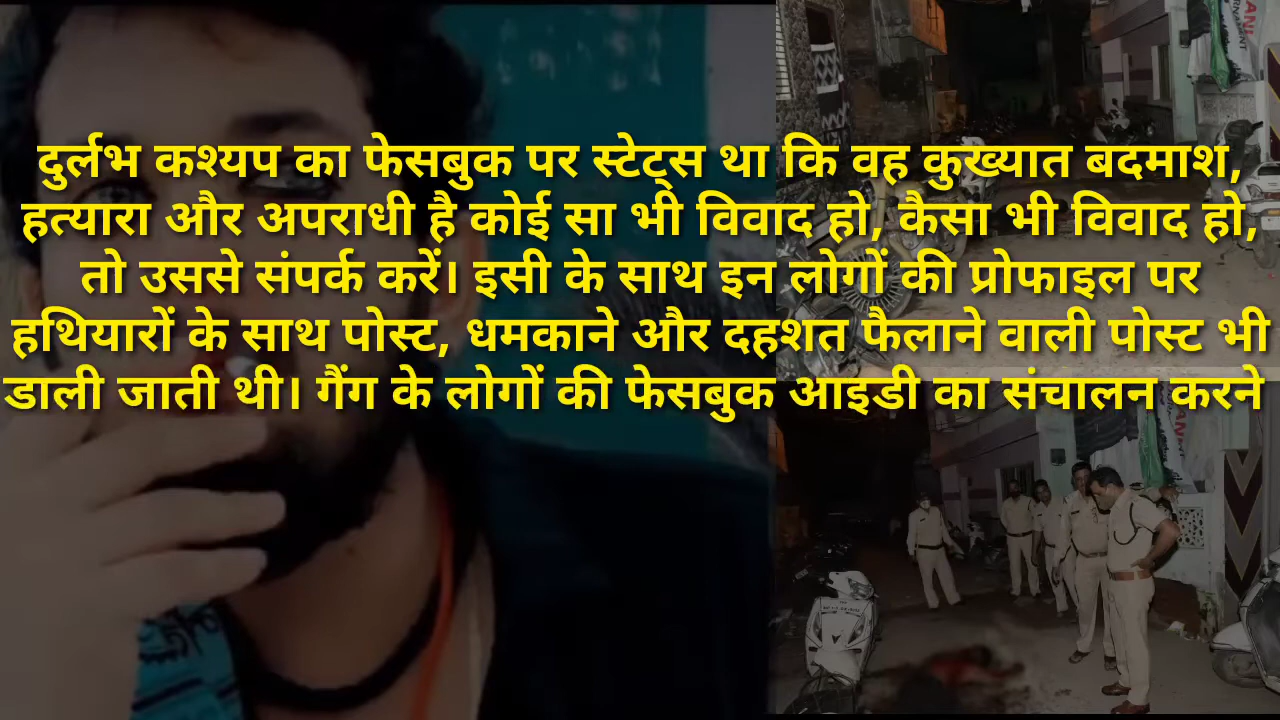 दुर्लभ कश्यप का फेसबुक पर स्टेट्स था कि वह कुख्यात बदमाश,
हत्यारा और अपराधी है कोई सा भी विवाद हो, कैसा भी विवाद हो,
तो उससे संपर्क करें। इसी के साथ इन लोगों की प्रोफाइल पर
हथियारों के साथ पोस्ट, धमकाने और दहशत फैलाने वाली पोस्ट भी
डाली जाती थी। गैंग के लोगों की फेसबुक आइडी का संचालन करने